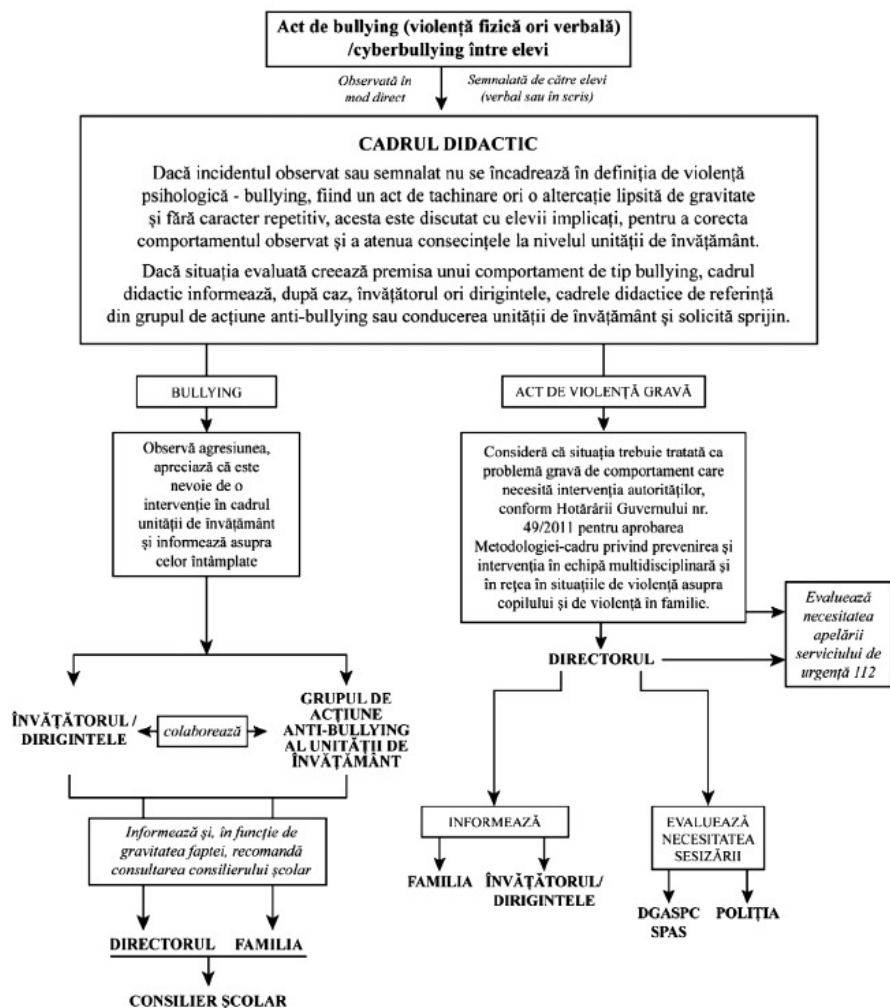 Act de bullying (violență fizică ori verbală)
/cyberbullying între elevi
Observată în
mod direct
Semnalată de către elevi
(verbal sau în scris)
CADRUL DIDACTIC
Dacă incidentul observat sau semnalat nu se încadrează în definiția de violență
psihologică - bullying, fiind un act de tachinare ori o altercație lipsită de gravitate
și fără caracter repetitiv, acesta este discutat cu elevii implicați, pentru a corecta
comportamentul observat și a atenua consecințele la nivelul unității de învățământ.
Dacă situația evaluată creează premisa unui comportament de tip bullying, cadrul
didactic informează, după caz, învățătorul ori dirigintele, cadrele didactice de referință
din grupul de acțiune anti-bullying sau conducerea unității de învățământ și solicită sprijin.
BULLYING
Observă agresiunea,
apreciază că este
nevoie de o
intervenție în cadrul
unității de învățământ
și informează asupra
celor întâmplate
ÎNVĂȚĂTORUL /
DIRIGINTELE
colaborează
GRUPUL DE
ACȚIUNE
ANTI-BULLYING
AL UNITĂȚII DE
ÎNVĂȚĂMÂNT
Informează și, în funcție de
gravitatea faptei, recomandă
consultarea consilierului școlar
DIRECTORUL
FAMILIA
CONSILIER ȘCOLAR
ACT DE VIOLENȚĂ GRAVĂ
Consideră că situația trebuie tratată ca
problemă gravă de comportament care
necesită intervenția autorităților,
conform Hotărârii Guvernului nr.
49/2011 pentru aprobarea
Metodologiei-cadru privind prevenirea și
intervenția în echipă multidisciplinară și
în rețea în situațiile de violență asupra
copilului și de violență în familie.
Evaluează
necesitatea
apelării
serviciului de
urgență 112
DIRECTORUL
INFORMEAZĂ
FAMILIA
ÎNVĂȚĂTORUL/
DIRIGINTELE
EVALUEAZĂ
NECESITATEA
SESIZĂRII
DGASPC
SPAS
POLIȚIA